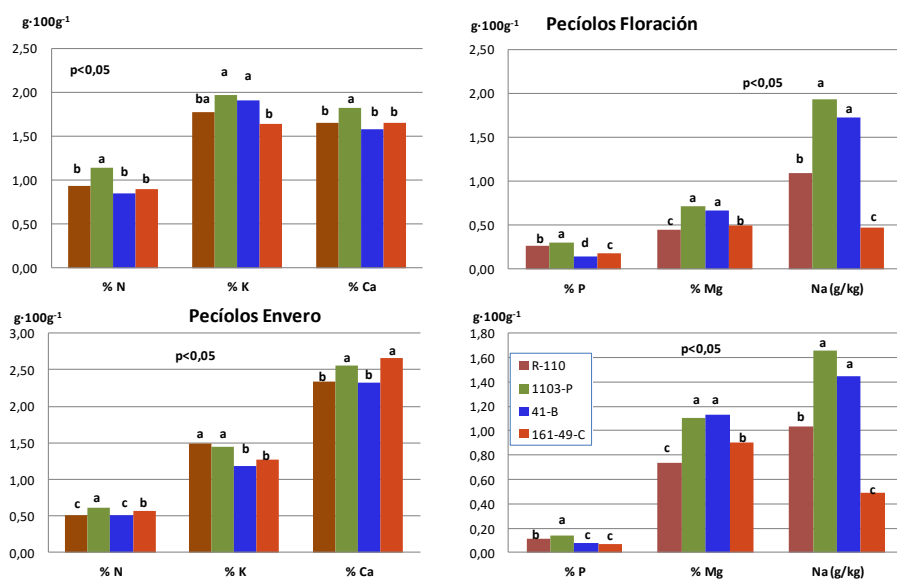 g·100g⁻¹
2,50
2,00
1,50
1,00
0,50
0,00
p<0,05
b a b b
ba a a b
b a b b
% N % K % Ca
Pecíolos Floración
g·100g⁻¹
2,50
2,00
1,50
1,00
0,50
0,00
p<0,05
b a d c
c a a b
b a a c
% P % Mg Na (g/kg)
Pecíolos Envero
g·100g⁻¹
3,00
2,50
2,00
1,50
1,00
0,50
0,00
p<0,05
c a c b
a a b b
b a b a
% N % K % Ca
g·100g⁻¹
1,80
1,60
1,40
1,20
1,00
0,80
0,60
0,40
0,20
0,00
p<0,05
R-110
1103-P
41-B
161-49-C
b a c c
c a a b
b a a c
% P % Mg Na (g/kg)